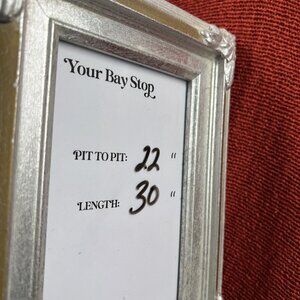 Your Bay Stop
PIT TO PIT: 22 "
LENGTH: 30 "